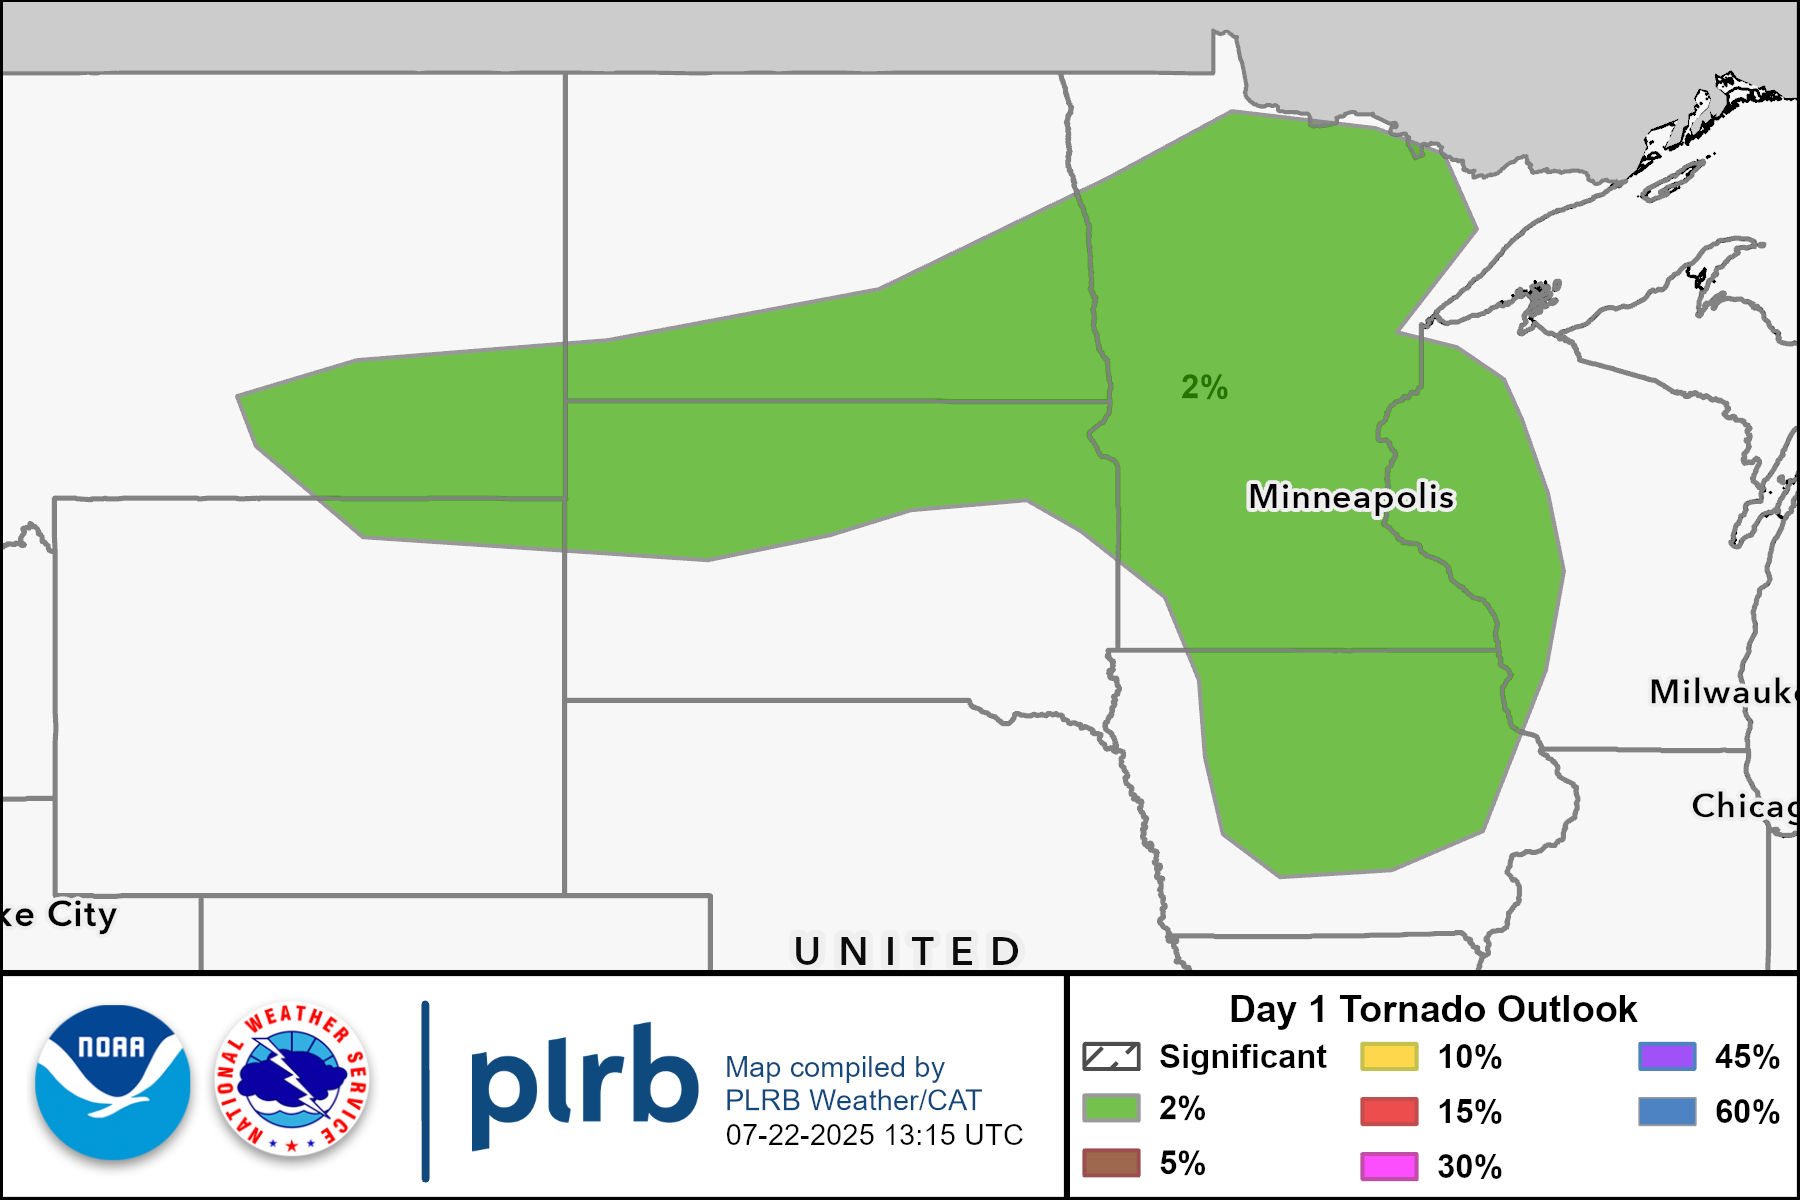 2%
Minneapolis
Milwauk
Chicag
ke City
UNITED
NOAA
NATIONAL WEATHER SERVICE
plrb
Map compiled by
PLRB Weather/CAT
07-22-2025 13:15 UTC
Day 1 Tornado Outlook
Significant
2%
5%
10%
15%
30%
45%
60%